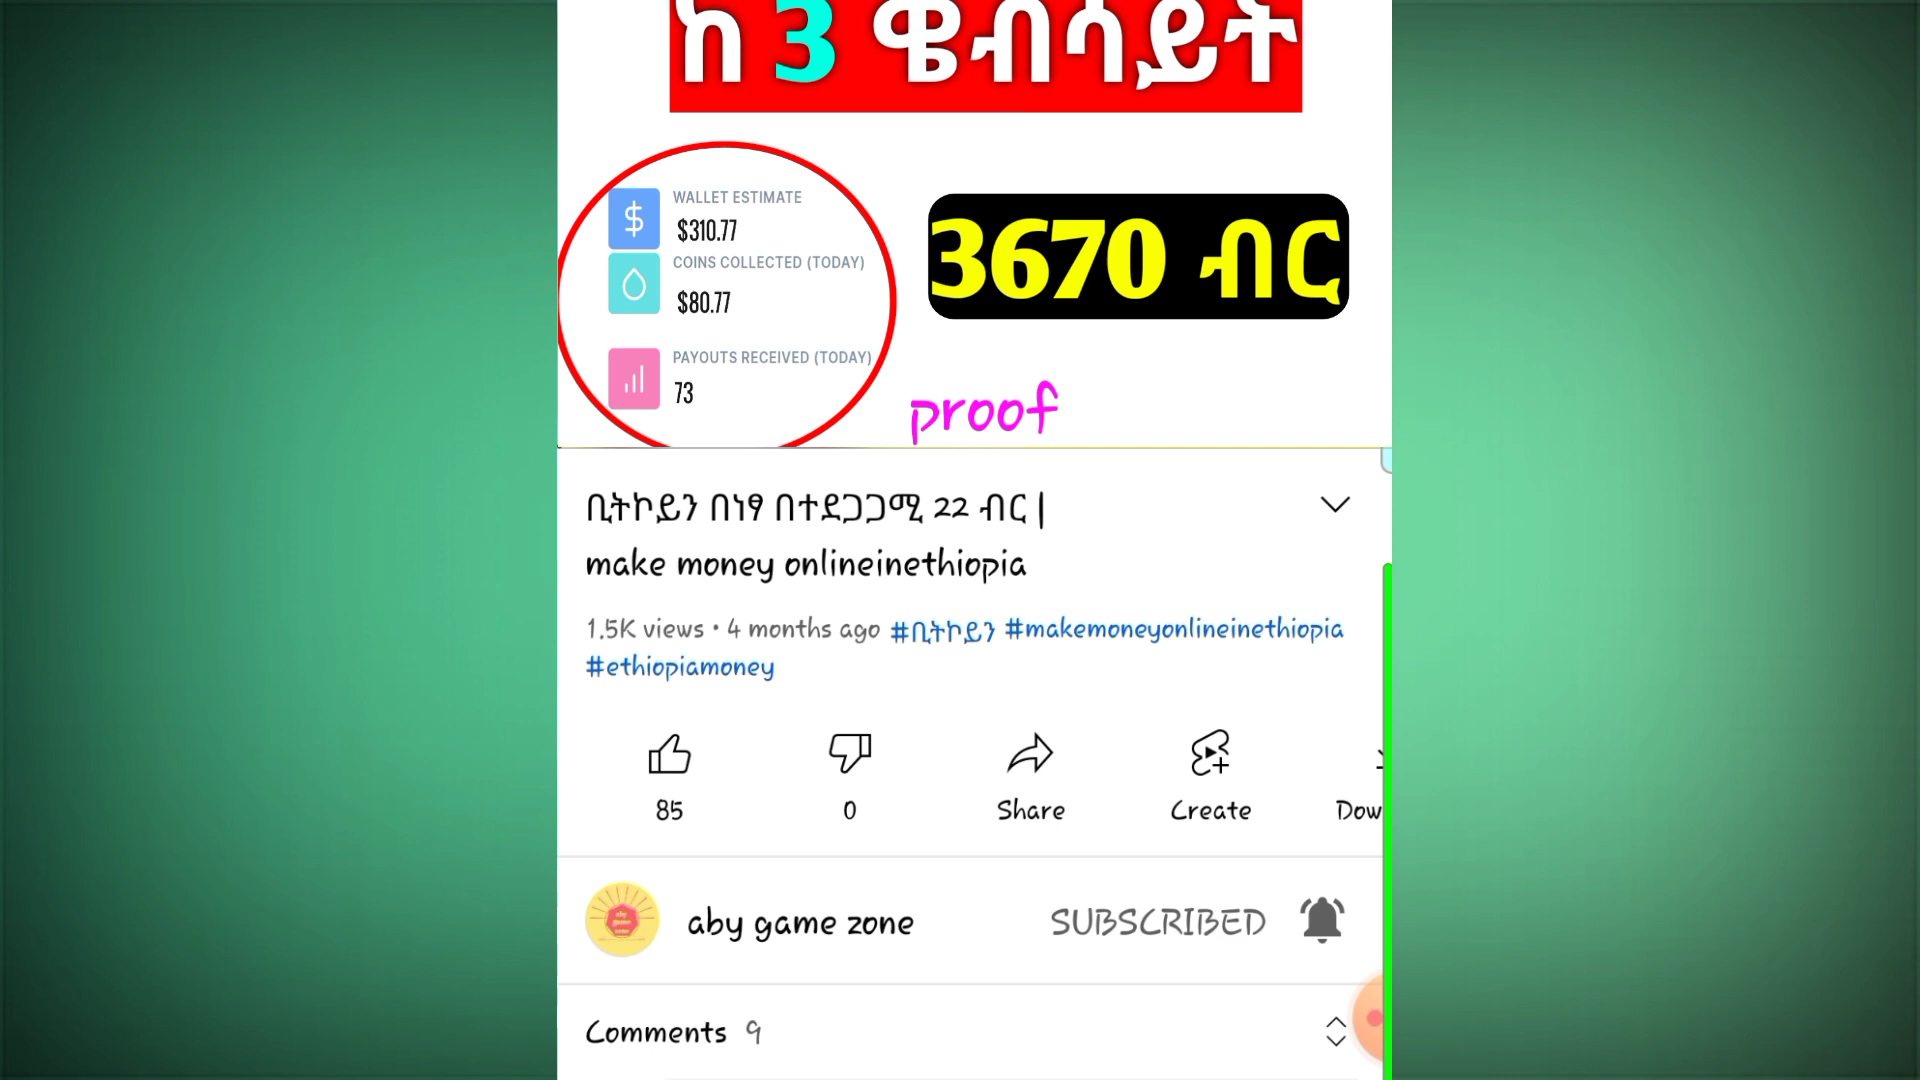 ከ 3 ዌብሳይት
WALLET ESTIMATE
$310.77
COINS COLLECTED (TODAY)
$80.77
PAYOUTS RECEIVED (TODAY)
73
3670 ብር
proof
ቢትኮይን በነፃ በተደጋጋሚ 22 ብር |
make money onlineinethiopia
1.5K views • 4 months ago #ቢትኮይን #makemoneyonlineinethiopia
#ethiopiamoney
85
0
Share
Create
Dow
aby game zone
SUBSCRIBED
Comments 9